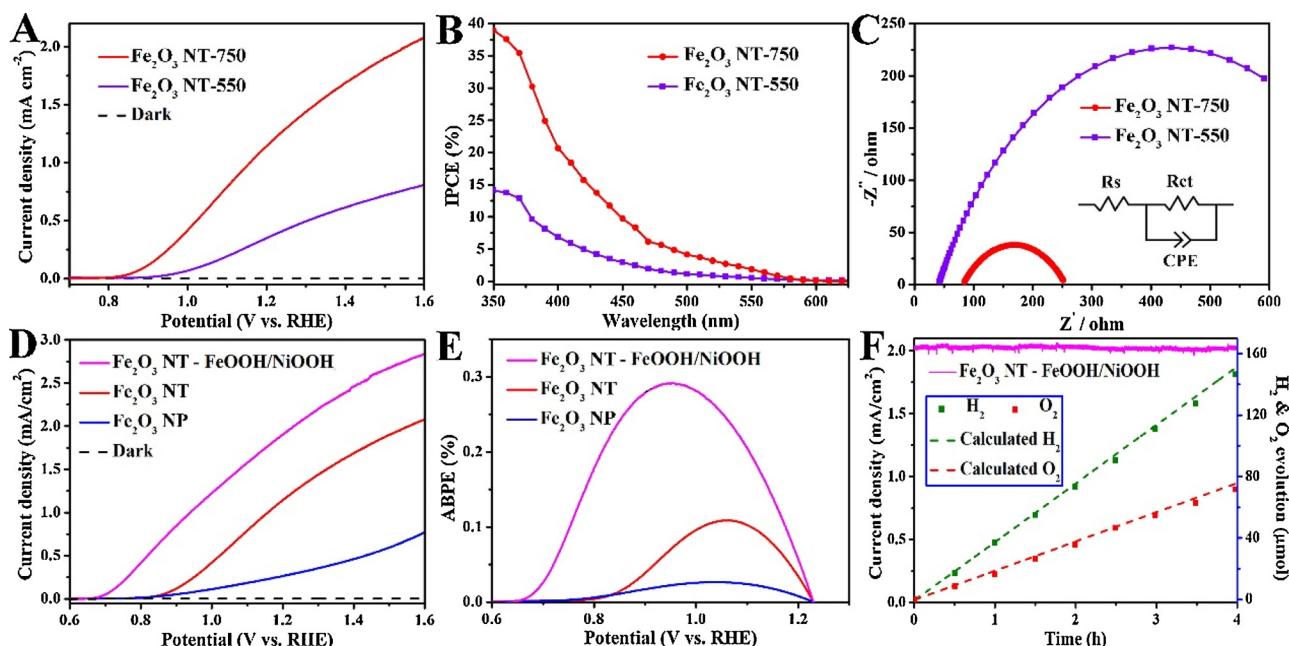 A
Current density (mA cm⁻²)
2.0
1.5
1.0
0.5
0.0
Fe₂O₃ NT-750
Fe₂O₃ NT-550
Dark
0.8 1.0 1.2 1.4 1.6
Potential (V vs. RHE)
B
IPCE (%)
40
35
30
25
20
15
10
5
0
Fe₂O₃ NT-750
Fe₂O₃ NT-550
350 400 450 500 550 600
Wavelength (nm)
C
-Z''/ ohm
250
225
200
175
150
125
100
75
50
25
0
Fe₂O₃ NT-750
Fe₂O₃ NT-550
Rs Rct
CPE
0 100 200 300 400 500 600
Z'/ ohm
D
Current density (mA/cm²)
3.0
2.5
2.0
1.5
1.0
0.5
0.0
Fe₂O₃ NT - FeOOH/NiOOH
Fe₂O₃ NT
Fe₂O₃ NP
Dark
0.6 0.8 1.0 1.2 1.4 1.6
Potential (V vs. RHE)
E
ABPE (%)
0.3
0.2
0.1
0.0
Fe₂O₃ NT - FeOOH/NiOOH
Fe₂O₃ NT
Fe₂O₃ NP
0.6 0.8 1.0 1.2
Potential (V vs. RHE)
F
Current density (mA/cm²)
2.0
1.5
1.0
0.5
0.0
Fe₂O₃ NT - FeOOH/NiOOH
H₂ O₂
Calculated H₂
Calculated O₂
160
120
80
40
0
H₂ & O₂ evolution (μmol)
0 1 2 3 4
Time (h)